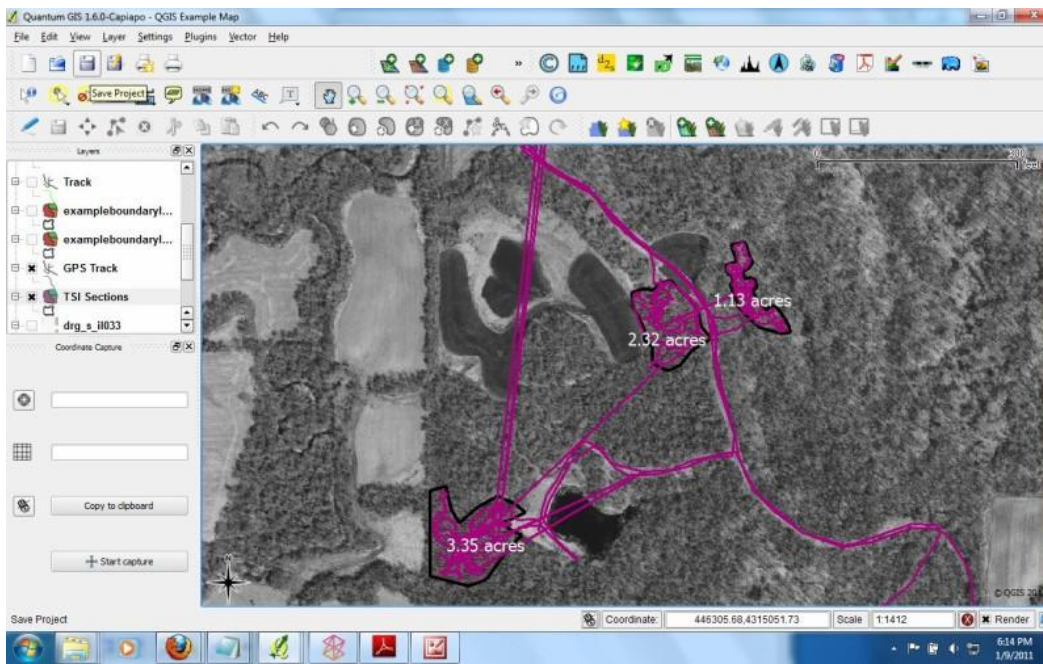 Quantum GIS 1.6.0-Capiapo - QGIS Example Map
File Edit View Layer Settings Plugins Vector Help
Save Project
Layers
Track
exampleboundaryl...
exampleboundaryl...
GPS Track
TSI Sections
drg_s_il033
Coordinate Capture
Copy to clipboard
Start capture
0
feet
1.13 acres
2.32 acres
3.35 acres
N
Save Project
Coordinate:
446305.68,4315051.73
Scale
1:1412
Render
6:14 PM
1/9/2011